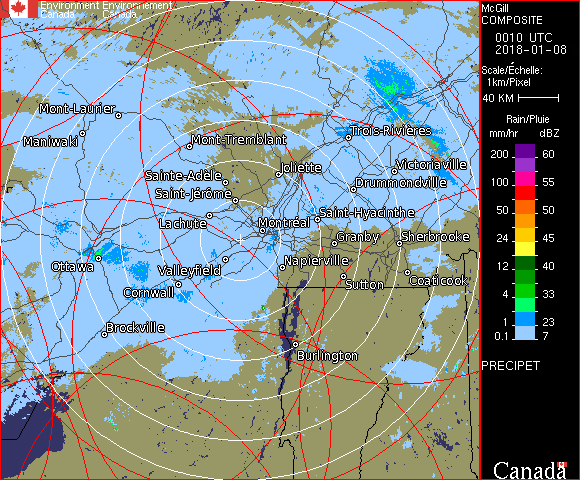 Environment Environnement
Canada Canada
Mont-Laurier
Maniwaki
Mont-Tremblant
Trois-Rivières
Joliette
Victoriaville
Sainte-Adèle
Drummondville
Saint-Jérôme
Saint-Hyacinthe
Lachute
Montréal
Granby
Sherbrooke
Ottawa
Valleyfield
Napierville
Coaticook
Sutton
Cornwall
Brockville
Burlington
McGill
COMPOSITE
0010 UTC
2018-01-08
Scale/Échelle:
1km/Pixel
40 KM
Rain/Pluie
mm/hr dBZ
200 60
100 55
50 50
24 45
12 40
4 33
1 23
0.1 7
PRECIPET
Canada